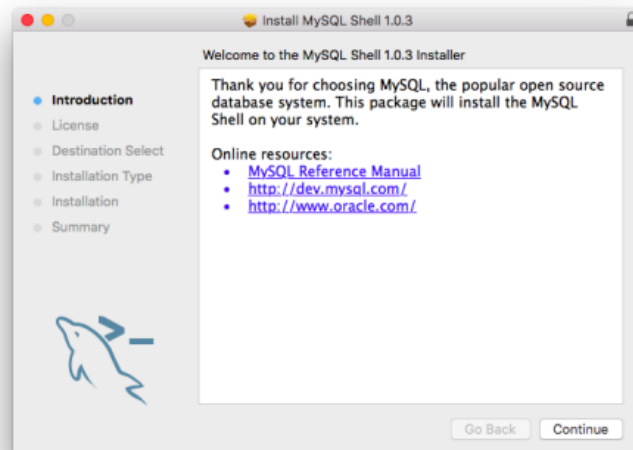 Install MySQL Shell 1.0.3
Welcome to the MySQL Shell 1.0.3 Installer
Introduction
License
Destination Select
Installation Type
Installation
Summary
Thank you for choosing MySQL, the popular open source
database system. This package will install the MySQL
Shell on your system.
Online resources:
• MySQL Reference Manual
• http://dev.mysql.com/
• http://www.oracle.com/
>_
Go Back
Continue